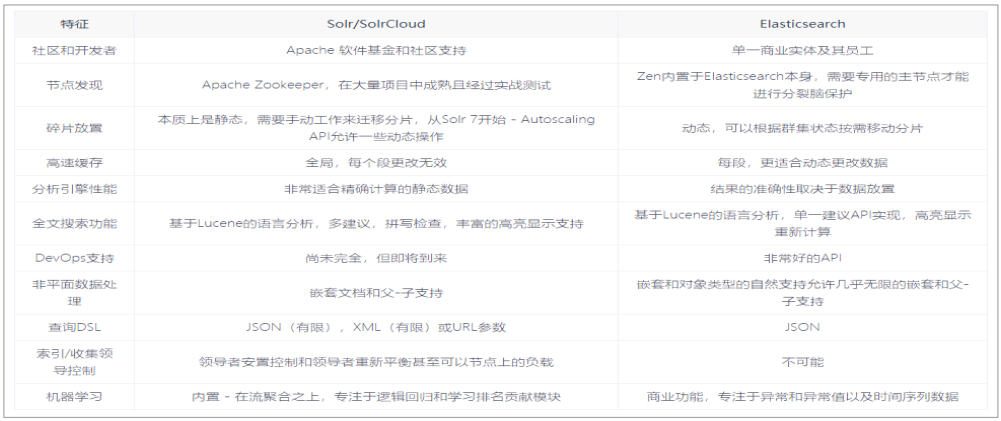 特征 Solr/SolrCloud Elasticsearch
社区和开发者 Apache 软件基金和社区支持 单一商业实体及其员工
节点发现 Apache Zookeeper，在大量项目中成熟且经过实战测试 Zen内置于Elasticsearch本身，需要专用的主节点才能
进行分裂脑保护
碎片放置 本质上是静态，需要手动工作来迁移分片，从Solr 7开始 - Autoscaling
API允许一些动态操作 动态，可以根据群集状态按需移动分片
高速缓存 全局，每个段更改无效 每段，更适合动态更改数据
分析引擎性能 非常适合精确计算的静态数据 结果的准确性取决于数据放置
全文搜索功能 基于Lucene的语言分析，多建议，拼写检查，丰富的高亮显示支持 基于Lucene的语言分析，单一建议API实现，高亮显示
重新计算
DevOps支持 尚未完全，但即将到来 非常好的API
非平面数据处
理 嵌套文档和父-子支持 嵌套和对象类型的自然支持允许几乎无限的嵌套和父-
子支持
查询DSL JSON（有限），XML（有限）或URL参数 JSON
索引/收集领
导控制 领导者安置控制和领导者重新平衡甚至可以节点上的负载 不可能
机器学习 内置 - 在流聚合之上，专注于逻辑回归和学习排名贡献模块 商业功能，专注于异常和异常值以及时间序列数据